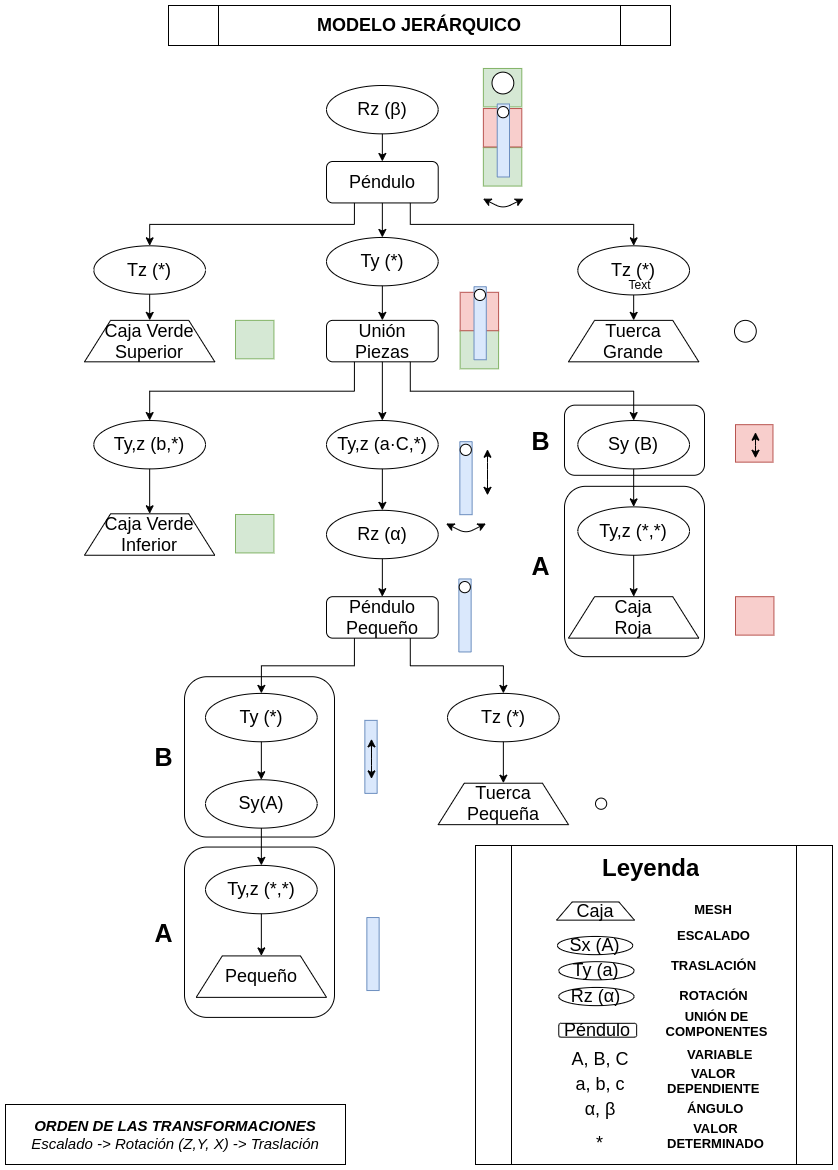 MODELO JERÁRQUICO
Rz (β)
Péndulo
Tz (*)
Ty (*)
Tz (*)
Text
Caja Verde
Superior
Unión
Piezas
Tuerca
Grande
Ty,z (b,*)
Ty,z (a·C,*)
B
Sy (B)
Caja Verde
Inferior
Rz (α)
Ty,z (*,*)
A
Péndulo
Pequeño
Caja
Roja
Ty (*)
Tz (*)
B
Sy(A)
Tuerca
Pequeña
Ty,z (*,*)
A
Pequeño
Leyenda
Caja
MESH
Sx (A)
ESCALADO
Ty (a)
TRASLACIÓN
Rz (α)
ROTACIÓN
Péndulo
UNIÓN DE
COMPONENTES
A, B, C
VARIABLE
a, b, c
VALOR
DEPENDIENTE
α, β
ÁNGULO
*
VALOR
DETERMINADO
ORDEN DE LAS TRANSFORMACIONES
Escalado -> Rotación (Z,Y, X) -> Traslación